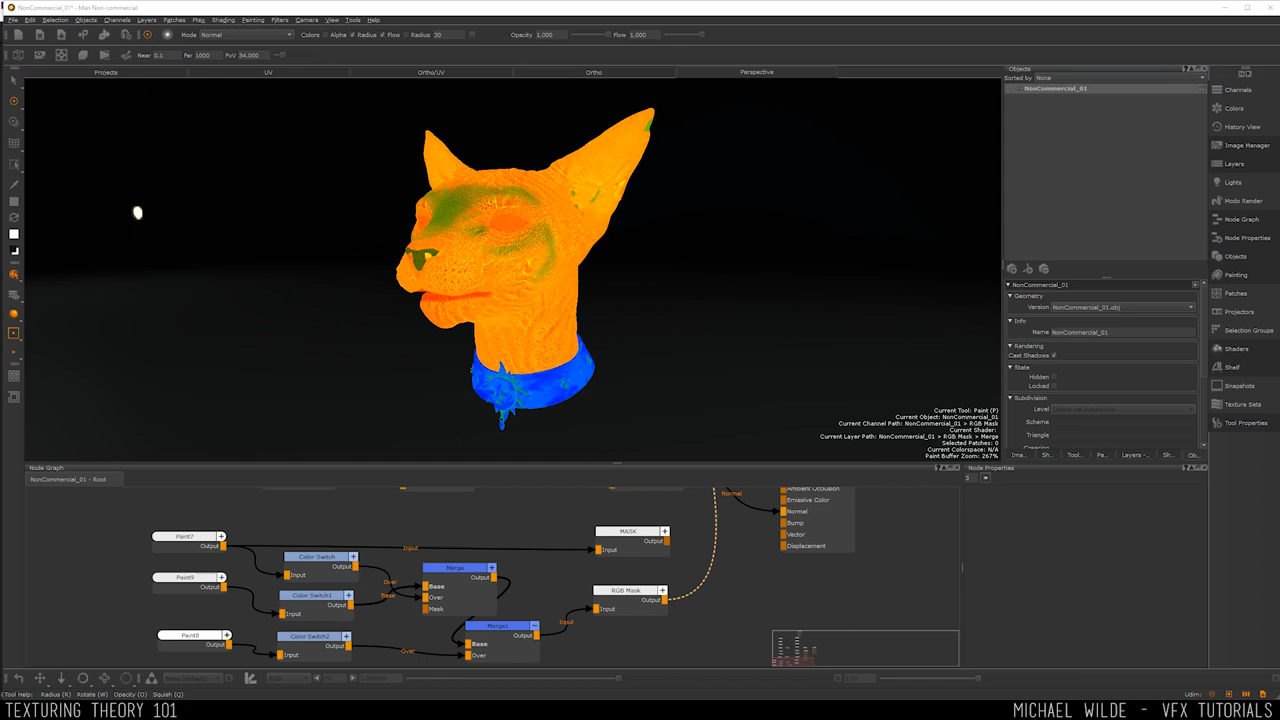 NonCommercial_01* - Mari Non-commercial
File Edit Selection Objects Channels Layers Patches Play Shading Painting Filters Camera View Tools Help
Mode Normal Colors Alpha Radius Flow Radius 30 Opacity 1.000 Flow 1.000
Near 0.1 Far 1000 FoV 34.000
Projects UV Ortho/UV Ortho Perspective
Objects
Sorted by None
NonCommercial_01
NonCommercial_01
Geometry
Version NonCommercial_01.obj
Info
Name NonCommercial_01
Rendering
Cast Shadows
State
Hidden
Locked
Subdivision
Level
Scheme
Triangle
Ima... Sh... Tool... Pa... Layers - ... Sh... Ob...
Channels
Colors
History View
Image Manager
Layers
Lights
Modo Render
Node Graph
Node Properties
Objects
Painting
Patches
Projectors
Selection Groups
Shaders
Shelf
Snapshots
Texture Sets
Tool Properties
Current Tool: Paint (P)
Current Object: NonCommercial_01
Current Channel Path: NonCommercial_01 > RGB Mask
Current Shader:
Current Layer Path: NonCommercial_01 > RGB Mask > Merge
Selected Patches: 0
Current Colorspace: N/A
Paint Buffer Zoom: 267%
Node Graph
NonCommercial_01 - Root
Node Properties
3
Paint7
Output
Paint9
Output
Paint8
Output
Color Switch
Output
Input
Color Switch1
Output
Input
Color Switch2
Output
Input
Input
Over
Base
Over
Merge
Output
Base
Over
Mask
Merge1
Output
Base
Over
Input
MASK
Output
Input
RGB Mask
Output
Input
Normal
Ambient Occlusion
Emissive Color
Normal
Bump
Vector
Displacement
(Tool Help: Radius (R) Rotate (W) Opacity (O) Squish (Q)
Udim:
TEXTURING THEORY 101
MICHAEL WILDE - VFX TUTORIALS